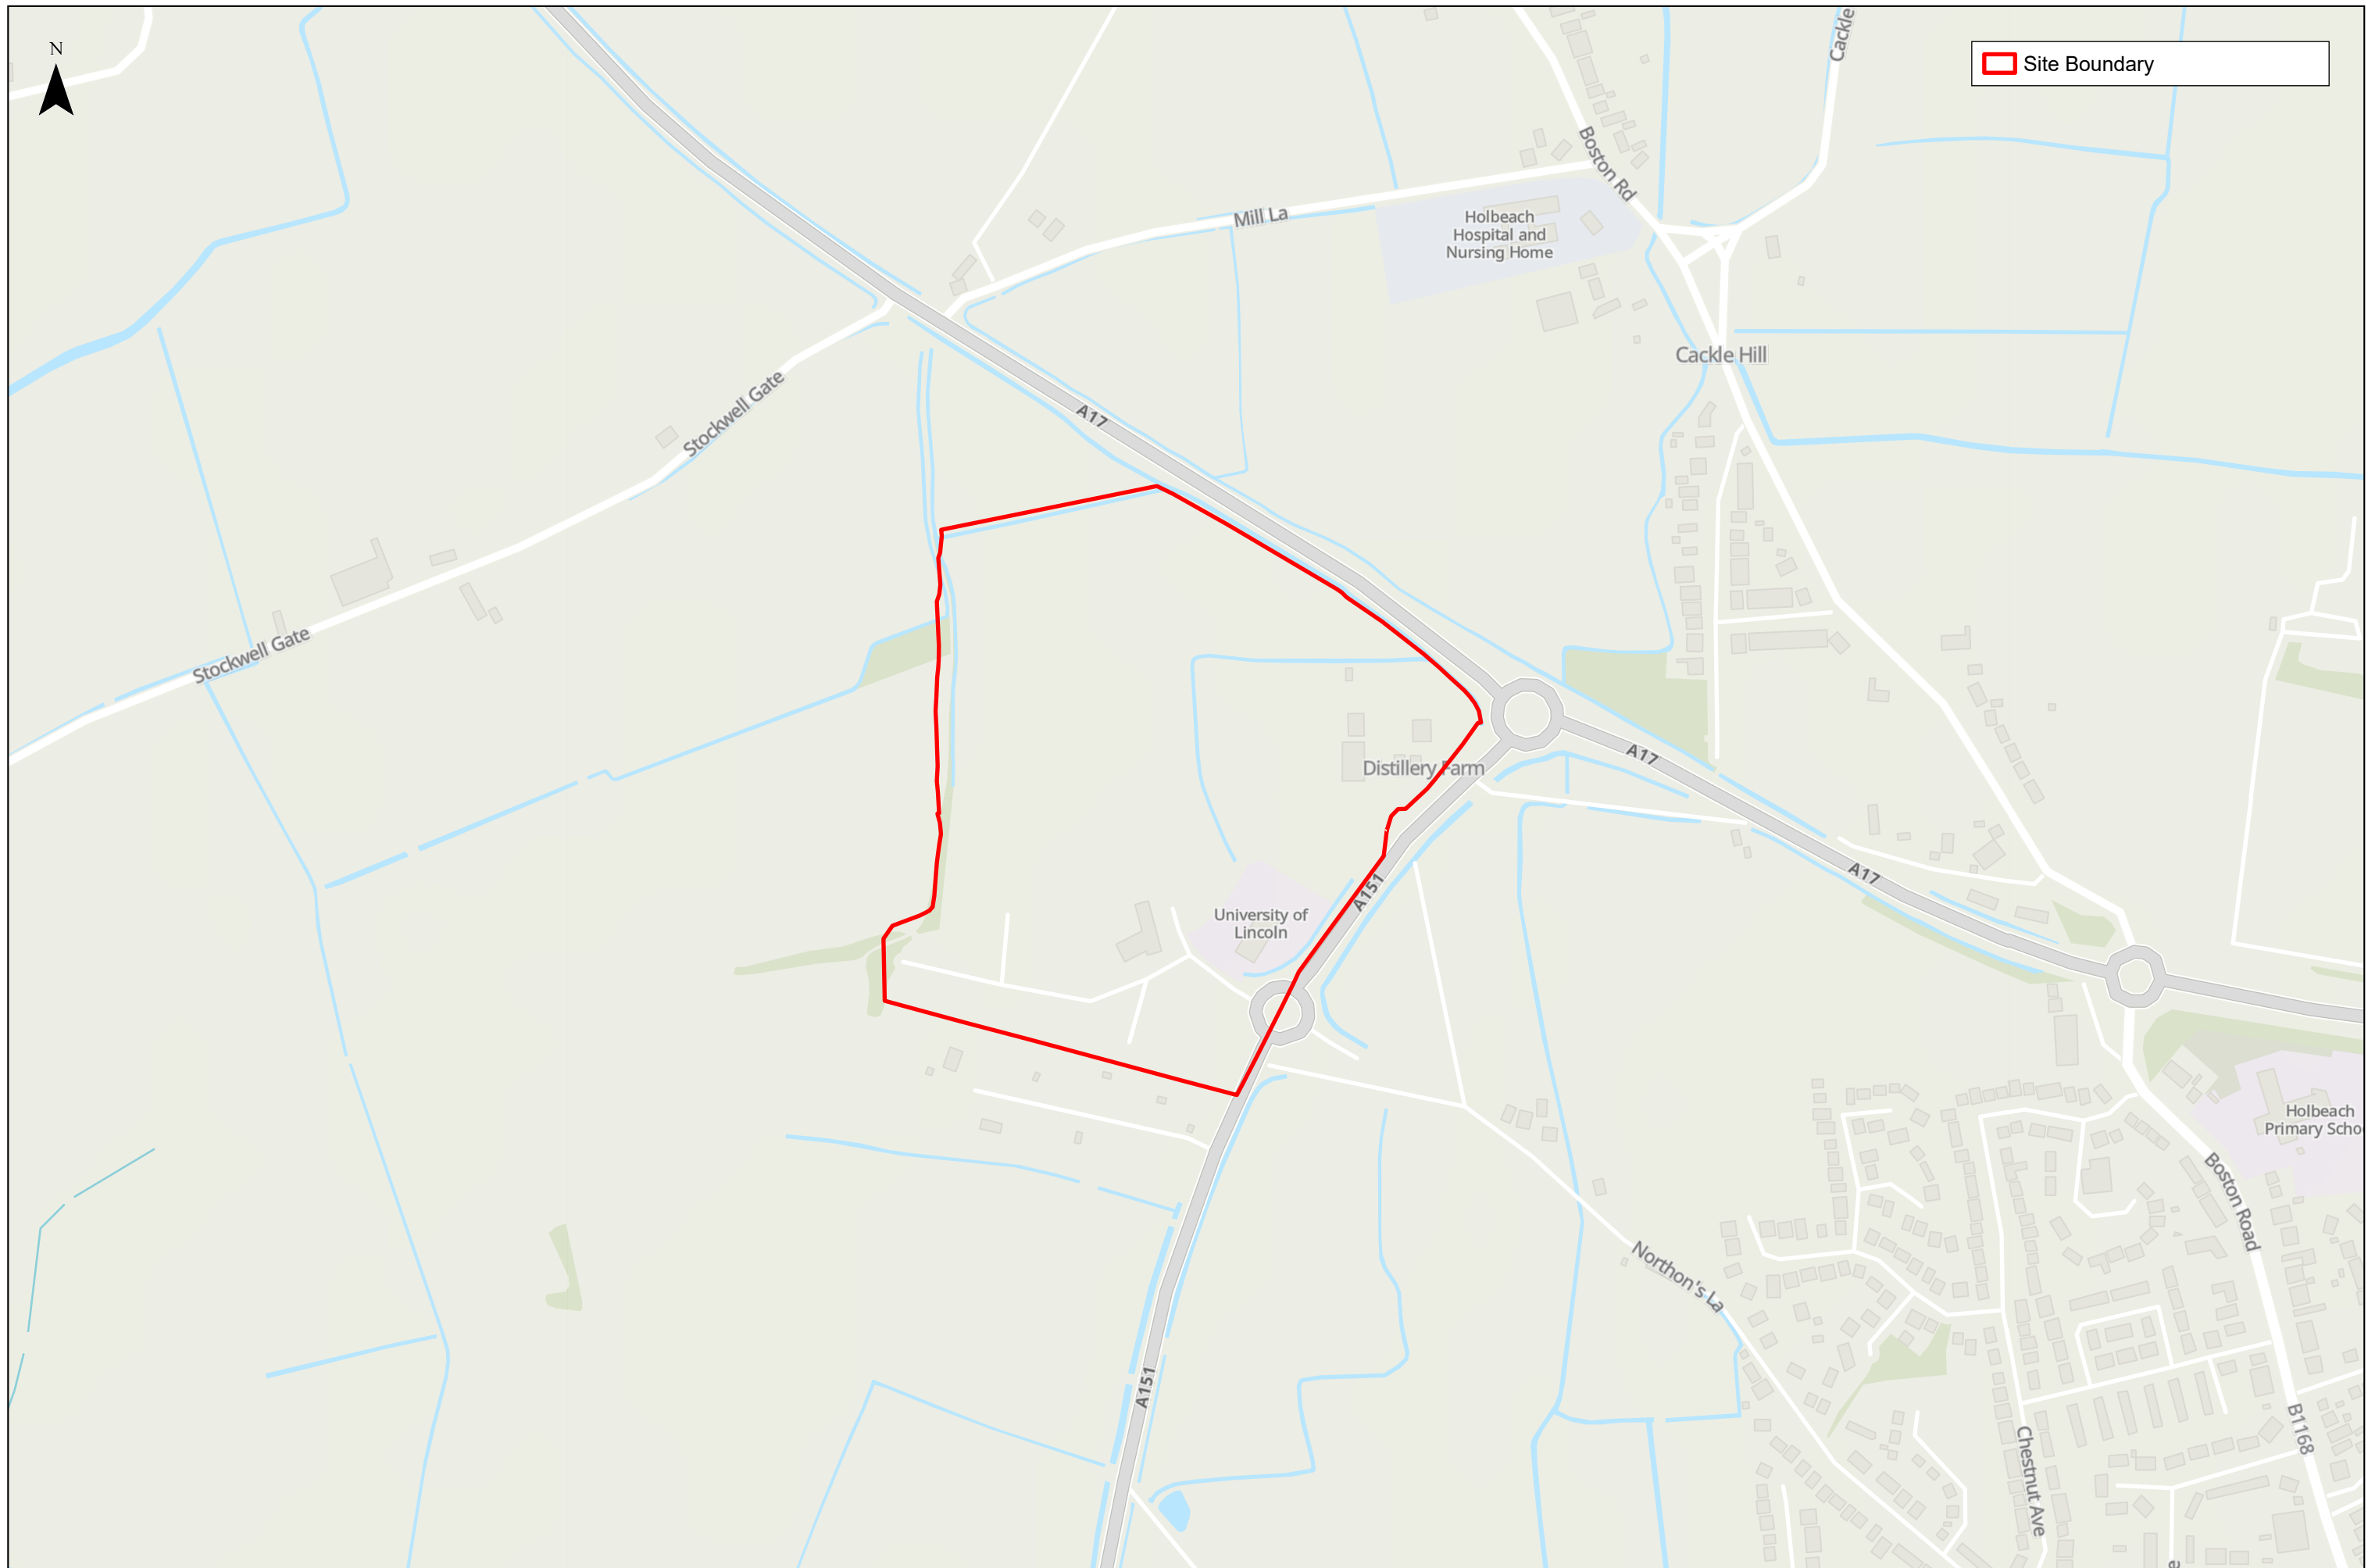 N
Site Boundary
Cackle
Boston Rd
Mill La
Holbeach
Hospital and
Nursing Home
Cackle Hill
Stockwell Gate
A17
Stockwell Gate
A17
Distillery Farm
A17
A151
University of
Lincoln
Holbeach
Primary Scho
Boston Road
Northon's La
A151
B1168
Chestnut Ave
e